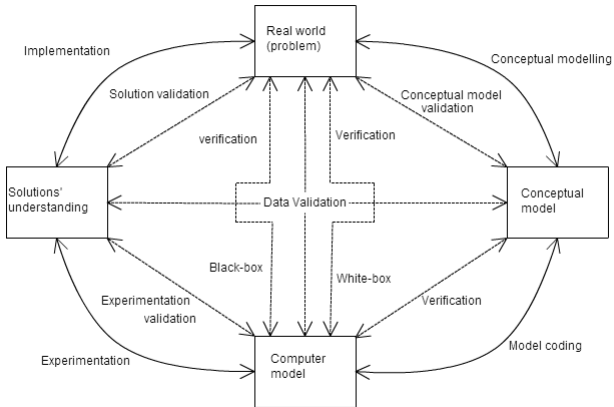 Real world
(problem)
Implementation
Conceptual modelling
Solution validation
Conceptual model
validation
verification
Verification
Solutions'
understanding
Data Validation
Conceptual
model
Black-box
White-box
Experimentation
validation
Verification
Experimentation
Computer
model
Model coding